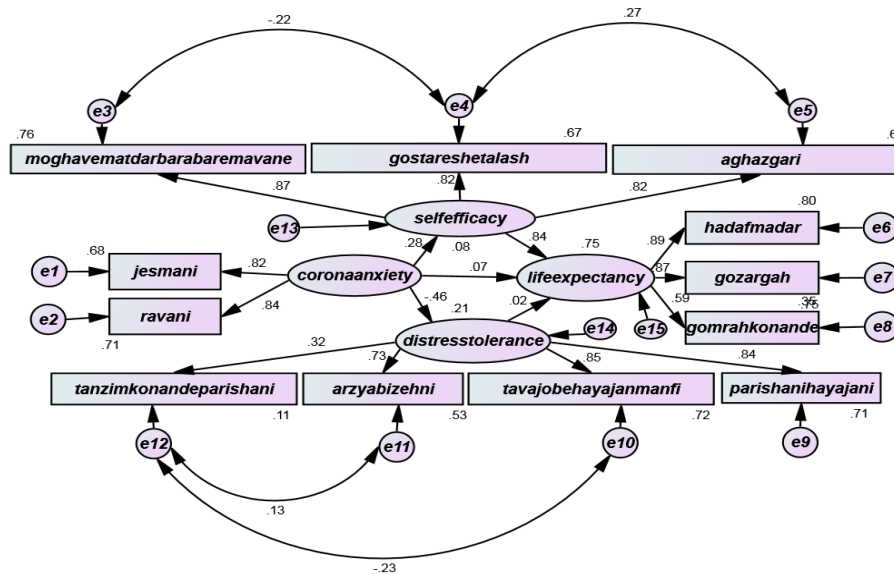 -.22
.27
e3
e4
e5
.76
.67
.6
moghavematdarbarabaremavane
gostareshetalash
aghazgari
.87
.82
.82
e13
selfefficacy
.80
hadafmadar
e6
.28
.08
.84
.75
.89
e1
.68
jesmani
.82
coronaanxiety
.07
lifeexpectancy
.87
gozargah
e7
e2
ravani
.84
-.46
.02
.59
.35
.75
gomrahkonande
e8
.71
.21
e14
e15
distresstolerance
.32
.73
.85
.84
tanzimkonandeparishani
arzyabizehni
tavajobehayajanmanfi
parishanihayajani
.11
.53
.72
.71
e12
e11
e10
e9
.13
-.23